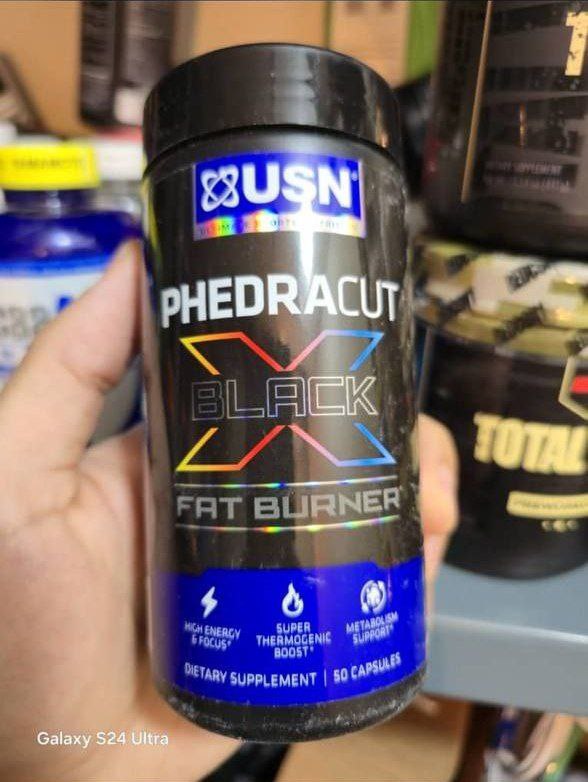 USN®
PHEDRACUT
X
BLACK
FAT BURNER
HIGH ENERGY
& FOCUS*
SUPER
THERMOGENIC
BOOST*
METABOLISM
SUPPORT*
DIETARY SUPPLEMENT | 50 CAPSULES
TOTAL
Galaxy S24 Ultra